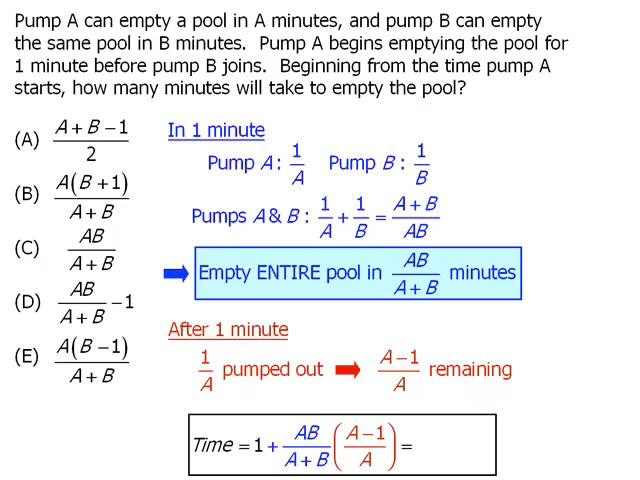 Pump A can empty a pool in A minutes, and pump B can empty
the same pool in B minutes.  Pump A begins emptying the pool for
1 minute before pump B joins.  Beginning from the time pump A
starts, how many minutes will take to empty the pool?
(A) (A + B − 1)/2
(B) A(B + 1)/(A + B)
(C) AB/(A + B)
(D) AB/(A + B) − 1
(E) A(B − 1)/(A + B)
In 1 minute
Pump A: 1/A   Pump B: 1/B
Pumps A & B: 1/A + 1/B = (A + B)/AB
➡ Empty ENTIRE pool in AB/(A + B) minutes
After 1 minute
1/A pumped out ➡ (A − 1)/A remaining
Time = 1 + AB/(A + B) ((A − 1)/A) =